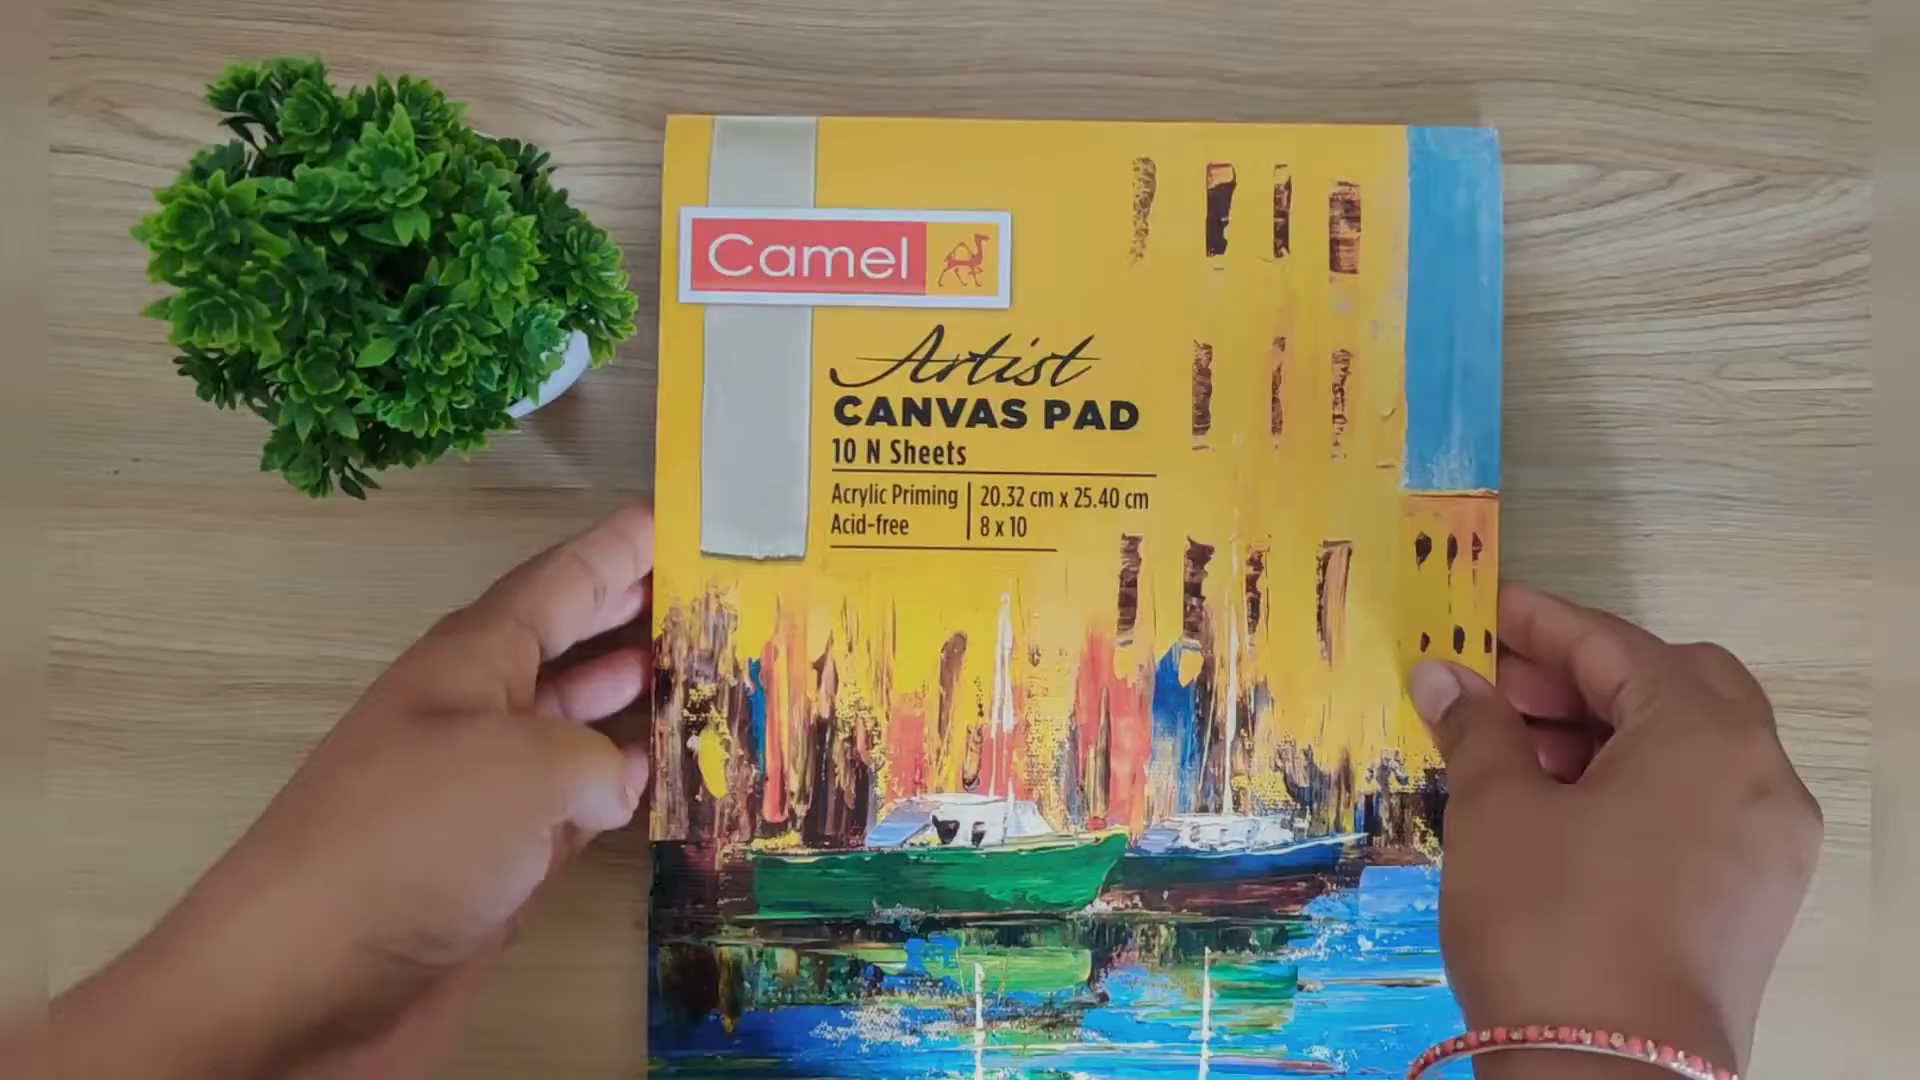 Camel
Artist
CANVAS PAD
10 N Sheets
Acrylic Priming
Acid-free
20.32 cm x 25.40 cm
8 x 10